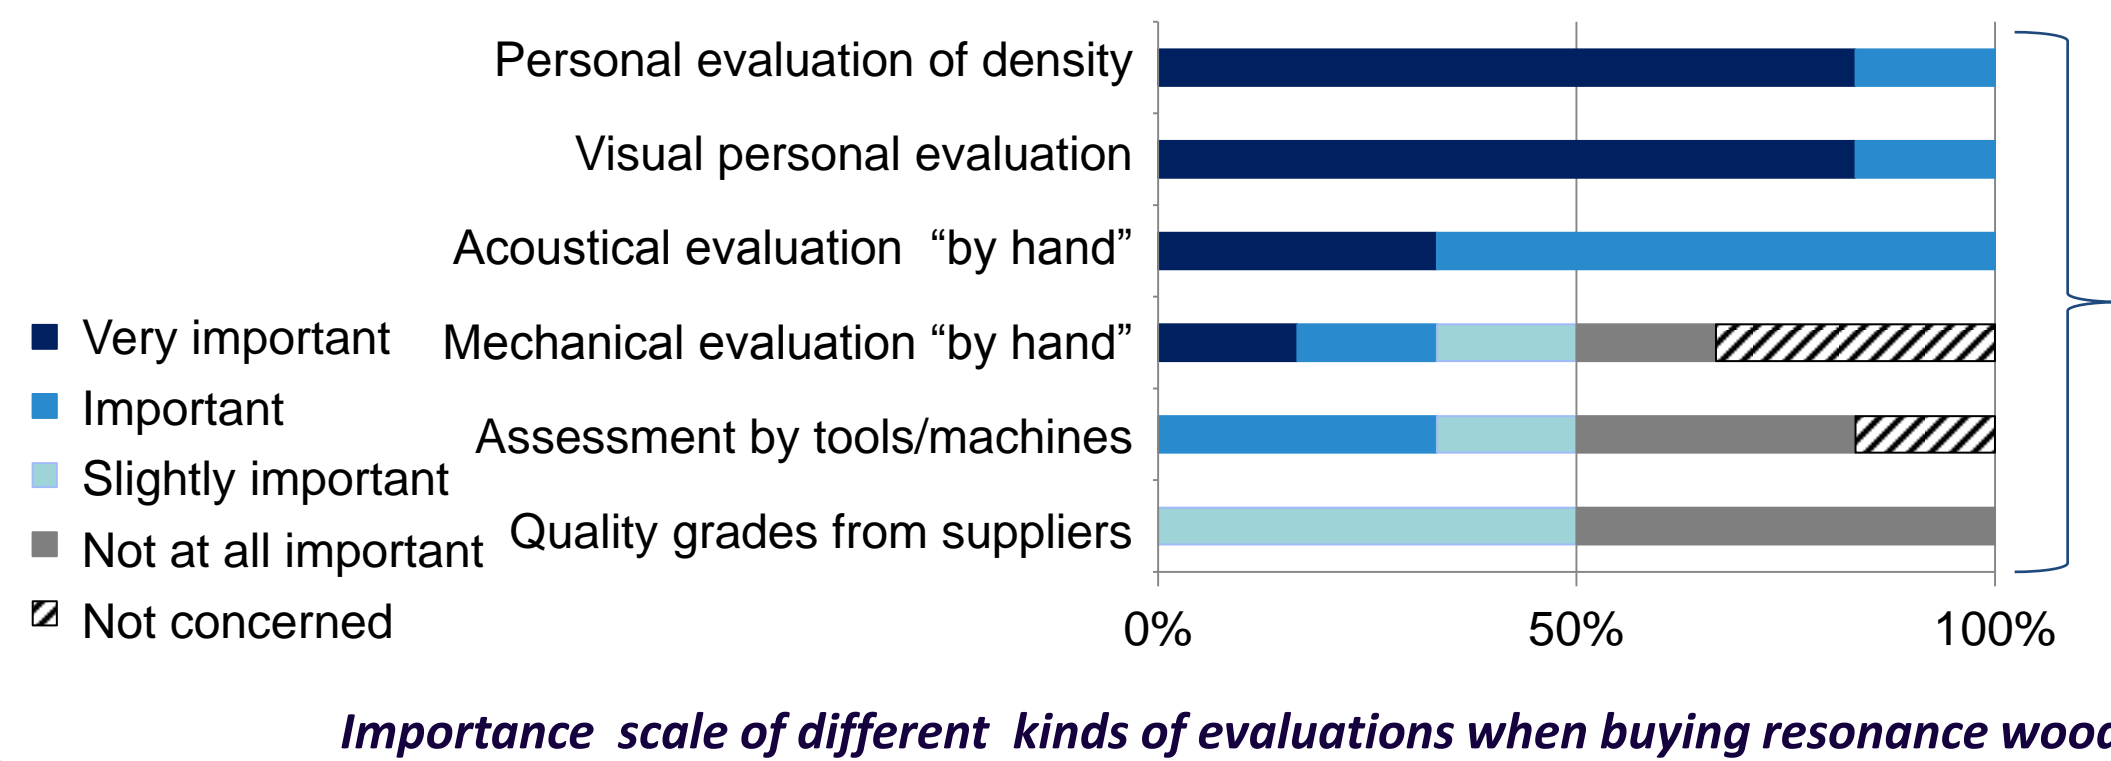 Personal evaluation of density
Visual personal evaluation
Acoustical evaluation “by hand”
Mechanical evaluation “by hand”
Assessment by tools/machines
Quality grades from suppliers
Very important
Important
Slightly important
Not at all important
Not concerned
0% 50% 100%
Importance scale of different kinds of evaluations when buying resonance